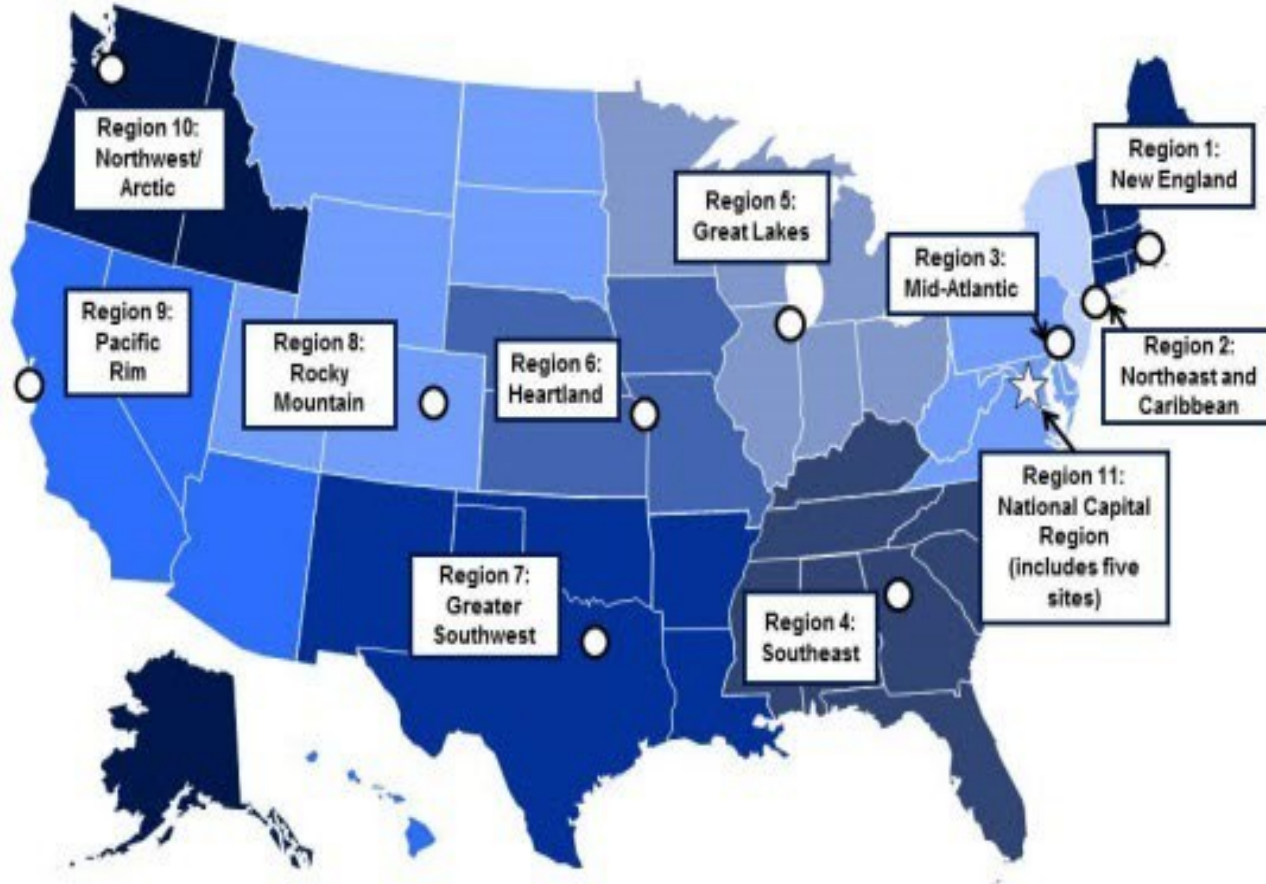 Region 10:
Northwest/
Arctic
Region 1:
New England
Region 5:
Great Lakes
Region 3:
Mid-Atlantic
Region 9:
Pacific
Rim
Region 8:
Rocky
Mountain
Region 6:
Heartland
Region 2:
Northeast and
Caribbean
Region 11:
National Capital
Region
(includes five
sites)
Region 7:
Greater
Southwest
Region 4:
Southeast